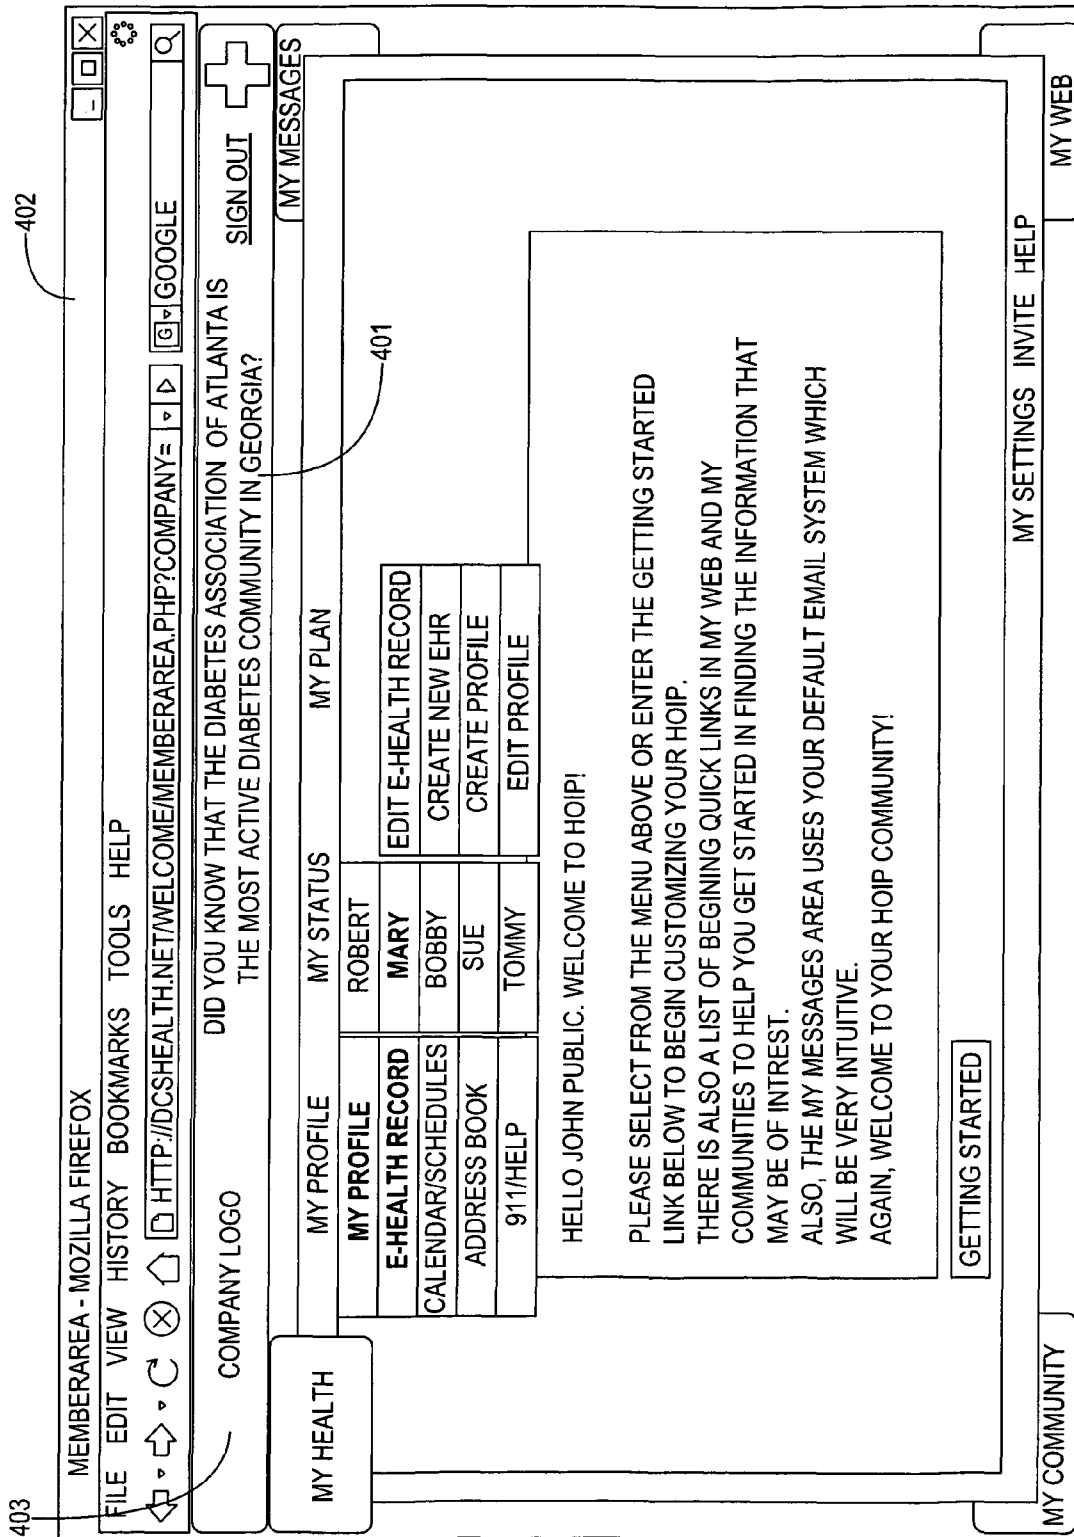 402
403
MEMBERAREA - MOZILLA FIREFOX
FILE EDIT VIEW HISTORY BOOKMARKS TOOLS HELP
HTTP://DCSHEALTH.NET/WELCOME/MEMBERAREA.PHP?COMPANY= G GOOGLE
COMPANY LOGO
DID YOU KNOW THAT THE DIABETES ASSOCIATION OF ATLANTA IS
THE MOST ACTIVE DIABETES COMMUNITY IN GEORGIA?
SIGN OUT
401
MY HEALTH
MY MESSAGES
MY PROFILE MY STATUS MY PLAN
MY PROFILE ROBERT
E-HEALTH RECORD MARY EDIT E-HEALTH RECORD
CALENDAR/SCHEDULES BOBBY CREATE NEW EHR
ADDRESS BOOK SUE CREATE PROFILE
911/HELP TOMMY EDIT PROFILE
HELLO JOHN PUBLIC. WELCOME TO HOIP!
PLEASE SELECT FROM THE MENU ABOVE OR ENTER THE GETTING STARTED
LINK BELOW TO BEGIN CUSTOMIZING YOUR HOIP.
THERE IS ALSO A LIST OF BEGINING QUICK LINKS IN MY WEB AND MY
COMMUNITIES TO HELP YOU GET STARTED IN FINDING THE INFORMATION THAT
MAY BE OF INTREST.
ALSO, THE MY MESSAGES AREA USES YOUR DEFAULT EMAIL SYSTEM WHICH
WILL BE VERY INTUITIVE.
AGAIN, WELCOME TO YOUR HOIP COMMUNITY!
GETTING STARTED
MY SETTINGS INVITE HELP
MY COMMUNITY
MY WEB